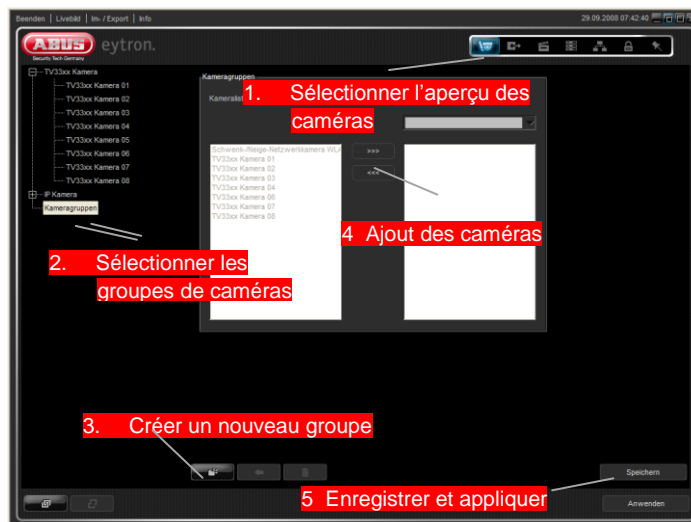 Beenden | Livebild | Im- / Export | Info
29.09.2008 07:42:40
ABUS eytron.
Security Tech Germany
TV33xx Kamera
TV33xx Kamera 01
TV33xx Kamera 02
TV33xx Kamera 03
TV33xx Kamera 04
TV33xx Kamera 05
TV33xx Kamera 06
TV33xx Kamera 07
TV33xx Kamera 08
IP Kamera
Kameragruppen
Kameragruppen
1. Sélectionner l'aperçu des
caméras
Schwenk-/Neige-Netzwerkkamera WLA
TV33xx Kamera 01
TV33xx Kamera 02
TV33xx Kamera 03
TV33xx Kamera 04
TV33xx Kamera 06
TV33xx Kamera 07
TV33xx Kamera 08
>>>
<<<
4 Ajout des caméras
2. Sélectionner les
groupes de caméras
3. Créer un nouveau groupe
Speichern
5 Enregistrer et appliquer
Anwenden